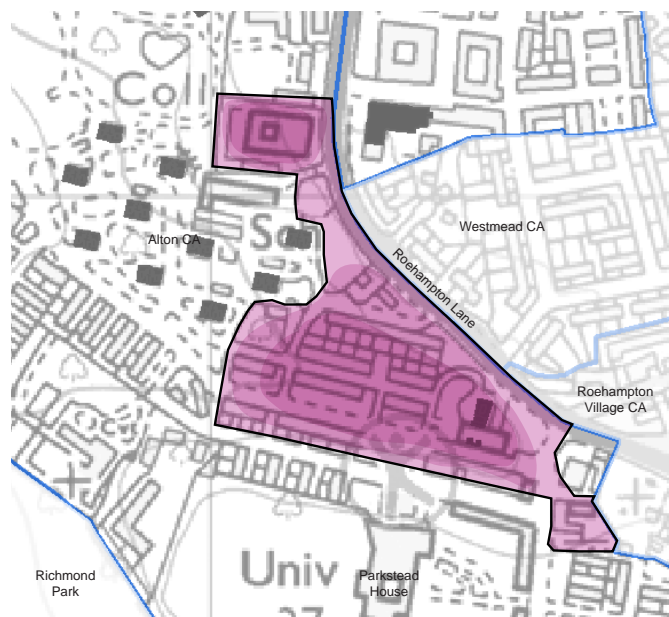 Coll
Westmead CA
Alton CA
Sc
Roehampton Lane
Roehampton
Village CA
Richmond
Park
Univ
Parkstead
House